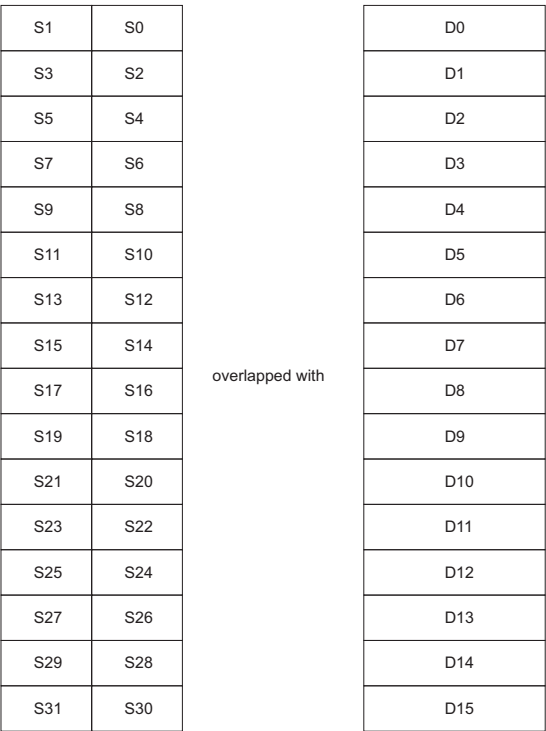 S1 S0 D0
S3 S2 D1
S5 S4 D2
S7 S6 D3
S9 S8 D4
S11 S10 D5
S13 S12 D6
S15 S14 D7
overlapped with
S17 S16 D8
S19 S18 D9
S21 S20 D10
S23 S22 D11
S25 S24 D12
S27 S26 D13
S29 S28 D14
S31 S30 D15